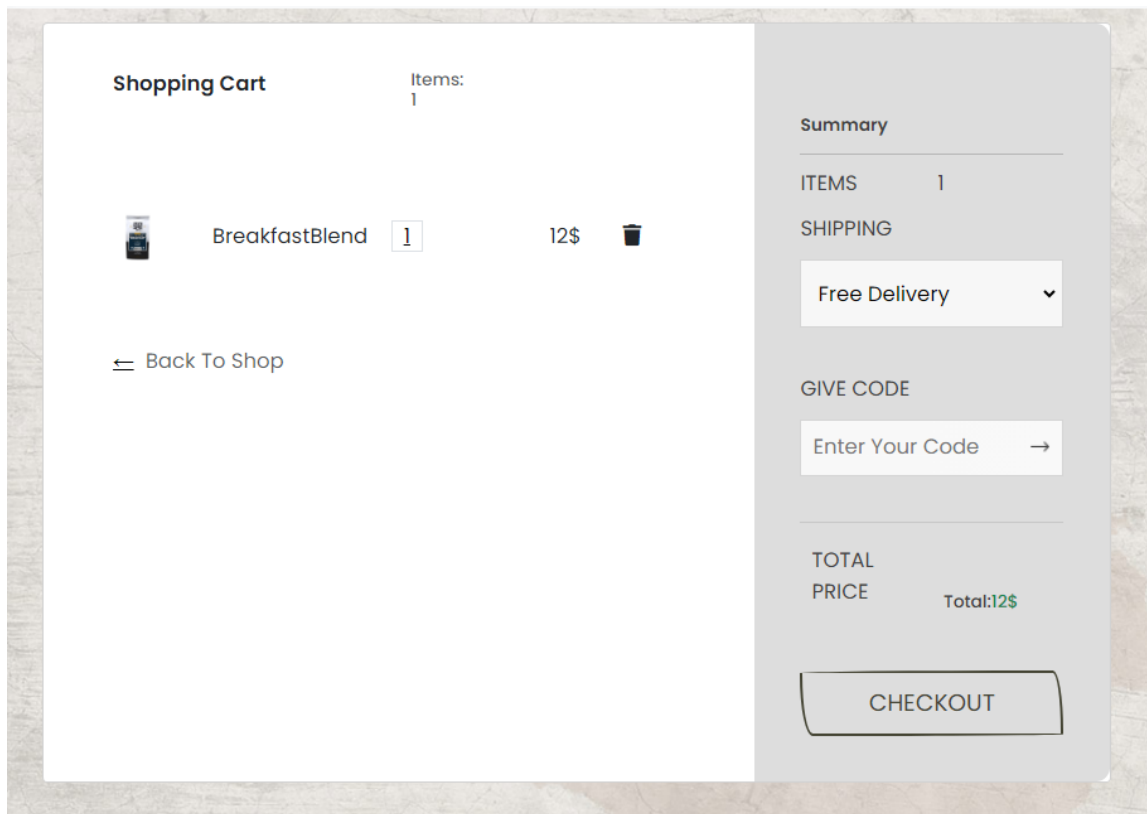 Shopping Cart
Items:
1
BreakfastBlend 1 12$
← Back To Shop
Summary
ITEMS 1
SHIPPING
Free Delivery
GIVE CODE
Enter Your Code →
TOTAL
PRICE
Total:12$
CHECKOUT